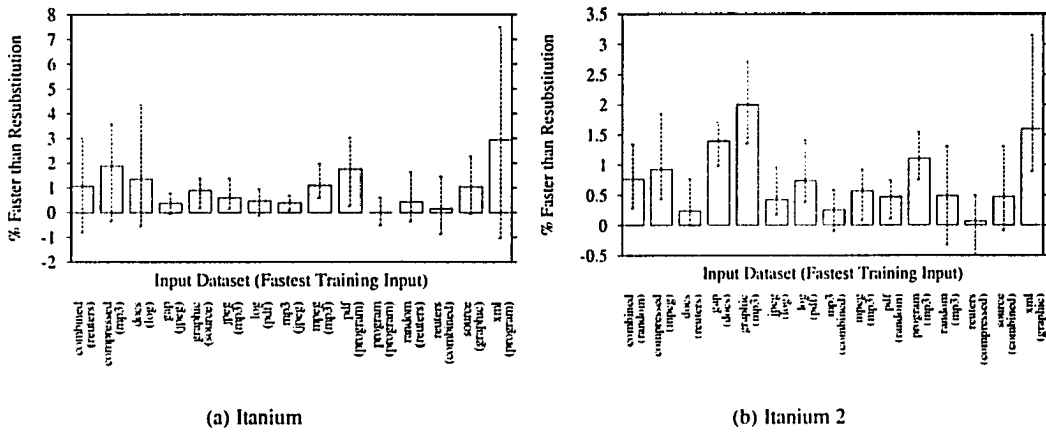 8
7
6
5
4
3
2
1
0
-1
-2
% Faster than Resubstitution
Input Dataset (Fastest Training Input)
combined
(reuters)
compressed
(mp3)
docs
(log)
gap
(jpeg)
graphic
(source)
jpeg
(mp3)
log
(pdf)
mp3
(jpeg)
mpeg
(mp3)
pdf
(program)
program
(program)
random
(reuters)
reuters
(combined)
source
(graphic)
xml
(program)
(a) Itanium
3.5
3
2.5
2
1.5
1
0.5
0
-0.5
% Faster than Resubstitution
Input Dataset (Fastest Training Input)
combined
(random)
compressed
(mpeg)
docs
(reuters)
gap
(docs)
graphic
(mp3)
jpeg
(log)
log
(pdf)
mp3
(combined)
mpeg
(mp3)
pdf
(random)
program
(mp3)
random
(mp3)
reuters
(compressed)
source
(combined)
xml
(graphic)
(b) Itanium 2